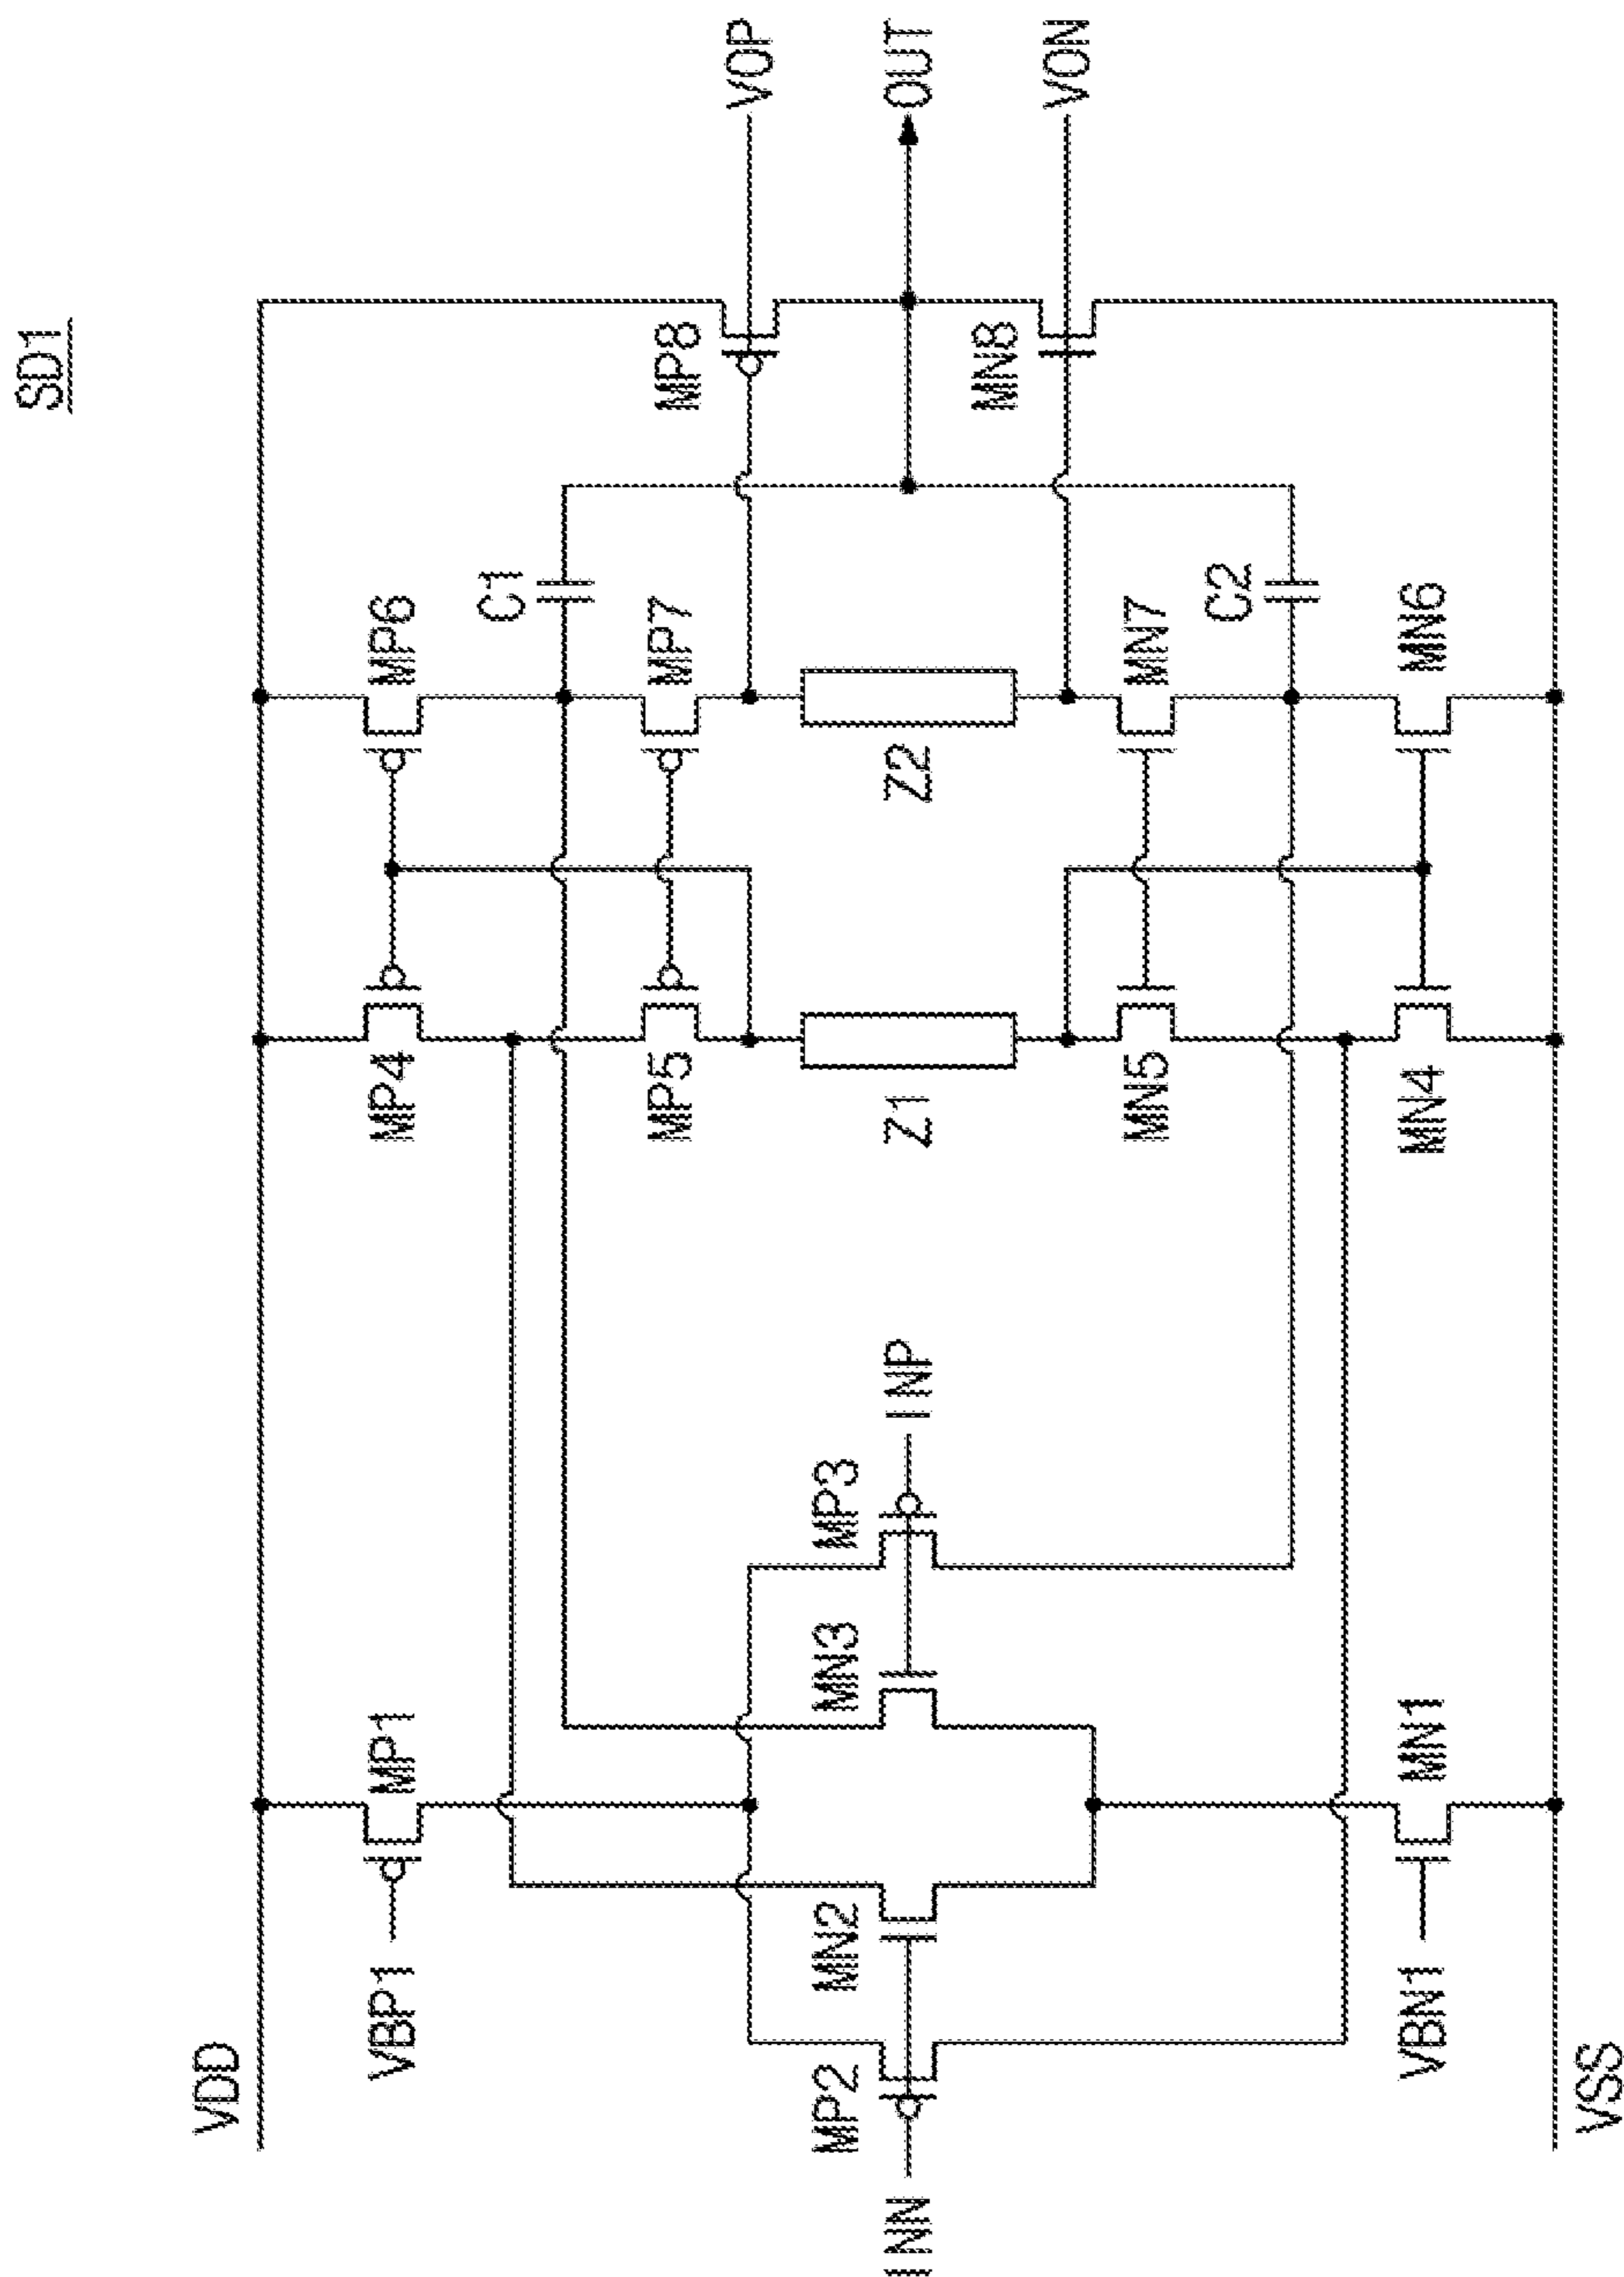 SD1
VDD
VBP1
MP1
MP4
MP6
C1
MP5
MP7
MP8
VOP
INN
MP2
MN2
MN3
MP3
INP
Z1
Z2
OUT
MN8
VON
MN5
MN7
C2
VBN1
MN1
MN4
MN6
VSS